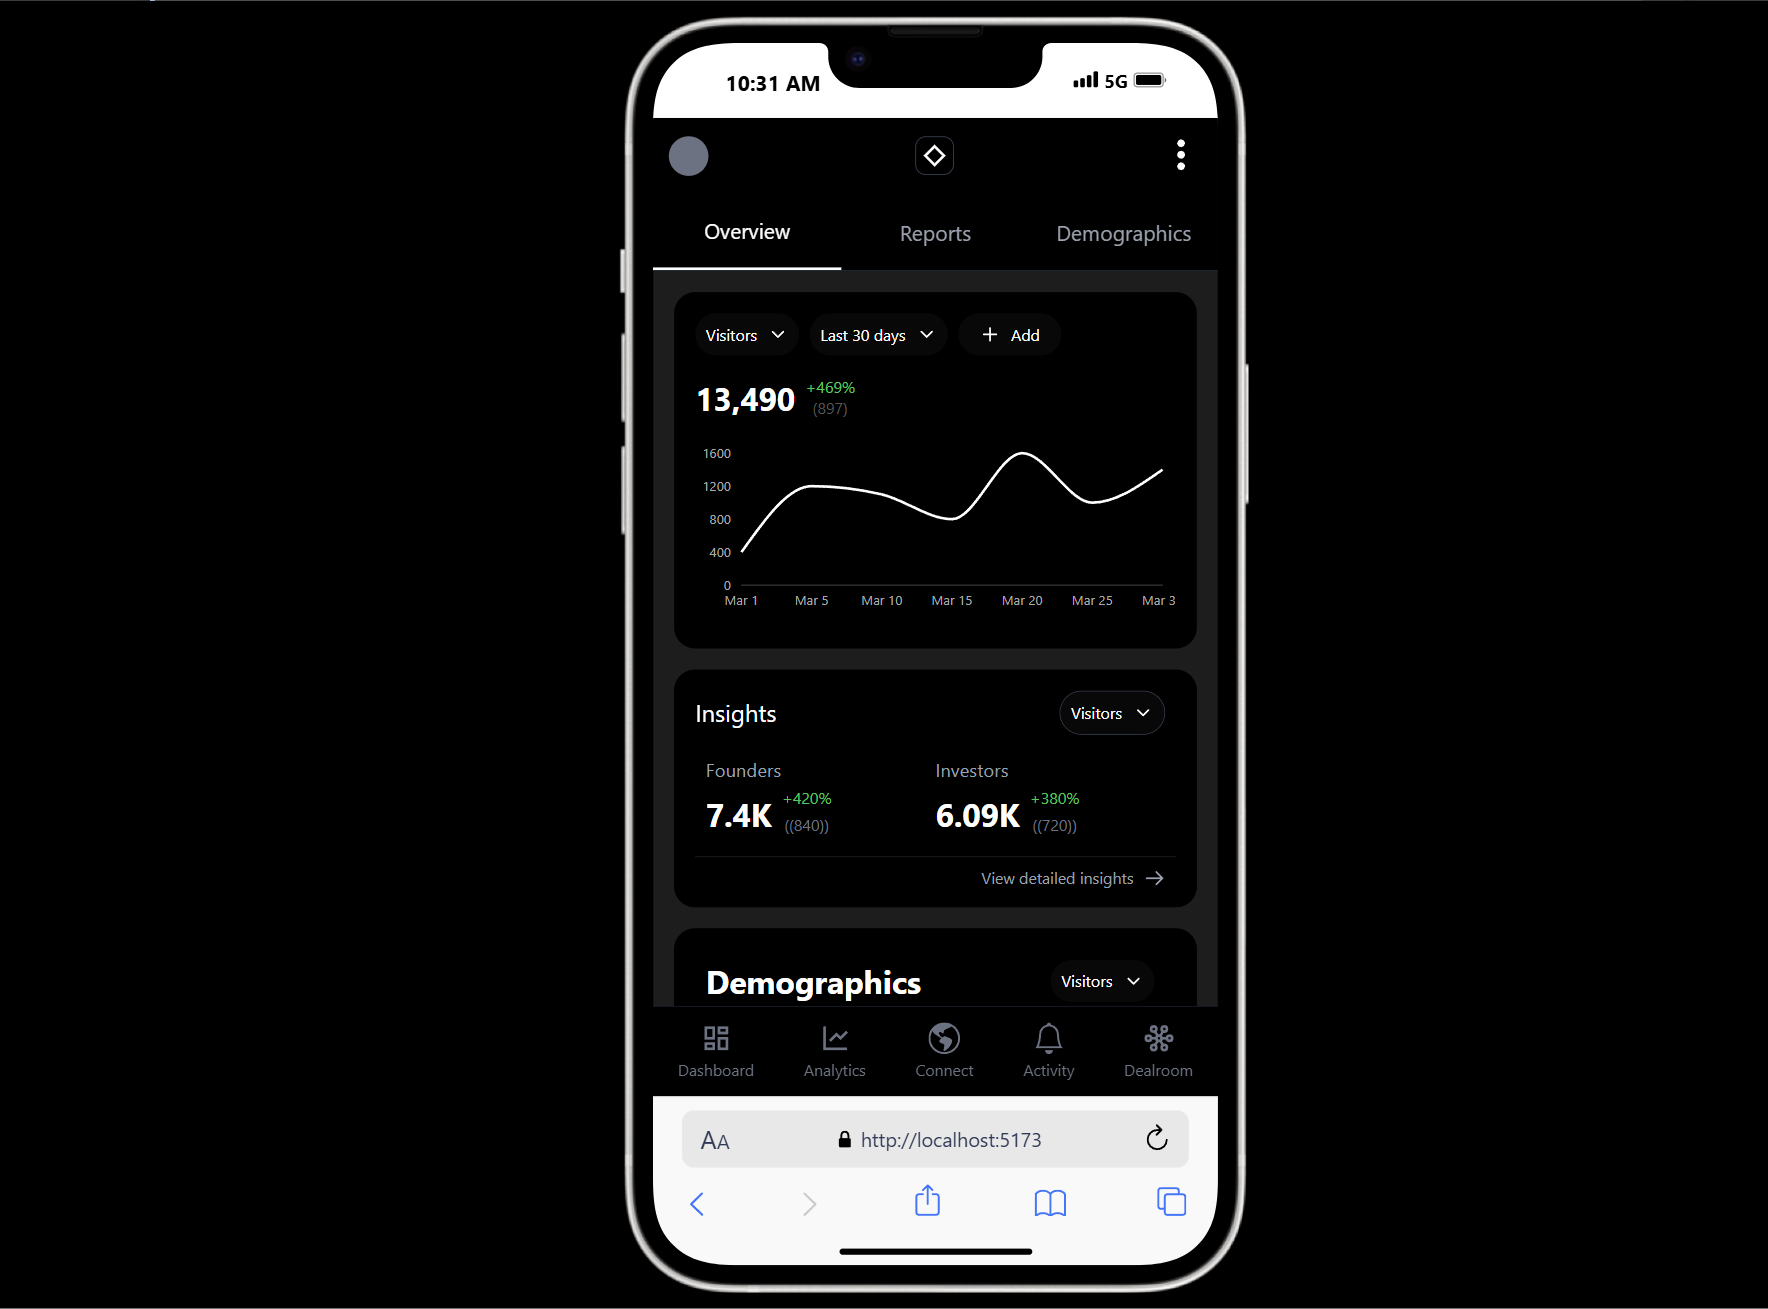 10:31 AM 5G
Overview Reports Demographics
Visitors Last 30 days + Add
13,490 +469%
(897)
1600
1200
800
400
0
Mar 1 Mar 5 Mar 10 Mar 15 Mar 20 Mar 25 Mar 3
Insights Visitors
Founders Investors
7.4K +420% 6.09K +380%
((840)) ((720))
View detailed insights →
Demographics Visitors
Dashboard Analytics Connect Activity Dealroom
AA http://localhost:5173